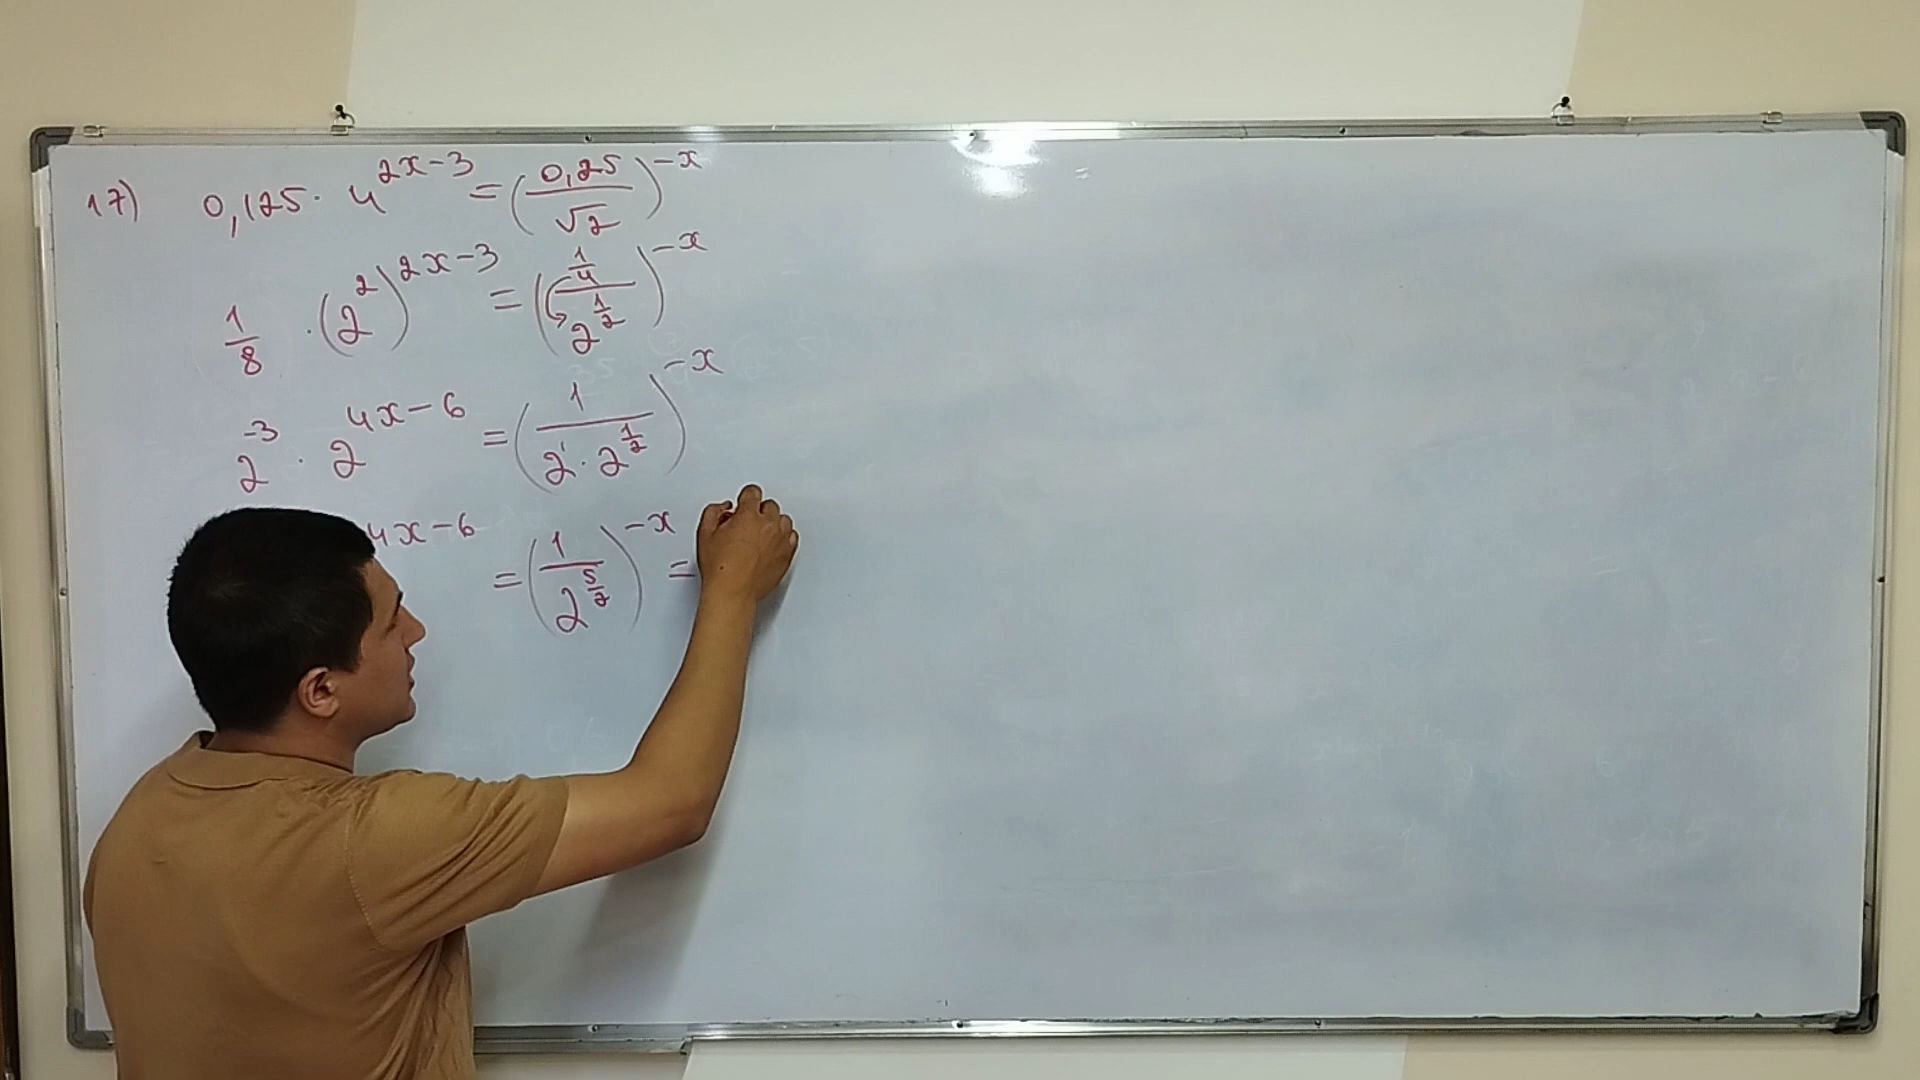 17) 0,125 · 4^(2x-3) = (0,25/√2)^(-x)
1/8 · (2^2)^(2x-3) = ((1/4)/(2^(1/2)))^(-x)
2^(-3) · 2^(4x-6) = (1/(2^1 · 2^(1/2)))^(-x)
4x-6 = (1/(2^(5/2)))^(-x) =